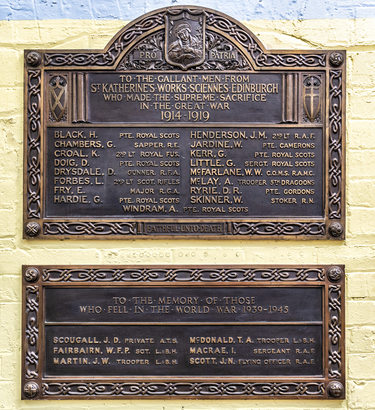 PRO PATRIA
TO·THE·GALLANT·MEN·FROM
ST KATHERINE'S·WORKS·SCIENNES·EDINBURGH
WHO·MADE·THE·SUPREME·SACRIFICE
IN·THE·GREAT·WAR
1914-1919
BLACK, H. PTE. ROYAL SCOTS
CHAMBERS, G. SAPPER. R.E.
CROAL, K. 2ND LT ROYAL FUS.
DOIG, D. PTE. ROYAL SCOTS
DRYSDALE, D. GUNNER. R.F.A.
FORBES, L. 2ND LT SCOT. RIFLES
FRY, E. MAJOR, R.G.A.
HARDIE, G. PTE. ROYAL SCOTS
HENDERSON, J.M. 2ND LT R.A.F.
JARDINE, W. PTE. CAMERONS
KERR, G. PTE. ROYAL SCOTS
LITTLE, G. SERGT. ROYAL SCOTS
McFARLANE, W.W. C.Q.M.S. R.A.M.C.
McLAY, A. TROOPER 5TH DRAGOONS
RYRIE, D.R. PTE. GORDONS
SKINNER, W. STOKER R.N.
WINDRAM, A. PTE. ROYAL SCOTS
FAITHFUL·UNTO·DEATH
TO·THE·MEMORY·OF·THOSE
WHO·FELL·IN·THE·WORLD·WAR·1939-1945
SCOUGALL, J.D. PRIVATE A.T.S.
FAIRBAIRN, W.F.P. SGT. L.&B.H.
MARTIN, J.W. TROOPER L.&B.H.
McDONALD, T.A. TROOPER L.&B.H.
MACRAE, I. SERGEANT R.A.F.
SCOTT, J.N. FLYING OFFICER R.A.F.